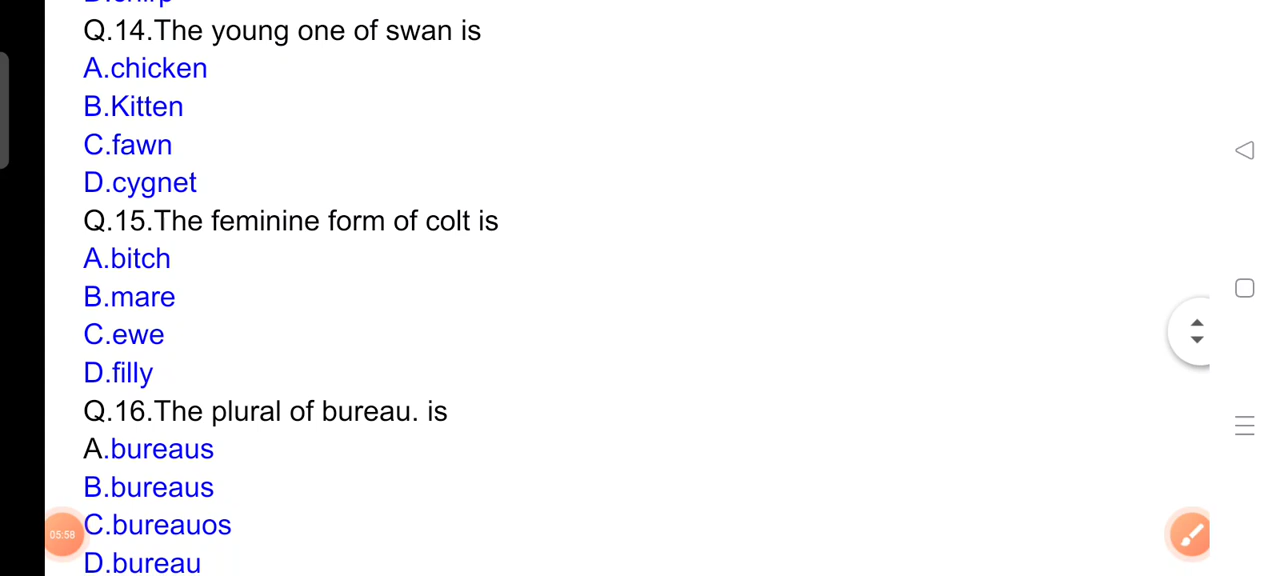 Q.14.The young one of swan is
A.chicken
B.Kitten
C.fawn
D.cygnet
Q.15.The feminine form of colt is
A.bitch
B.mare
C.ewe
D.filly
Q.16.The plural of bureau. is
A.bureaus
B.bureaus
C.bureauos
05:58
D.bureau